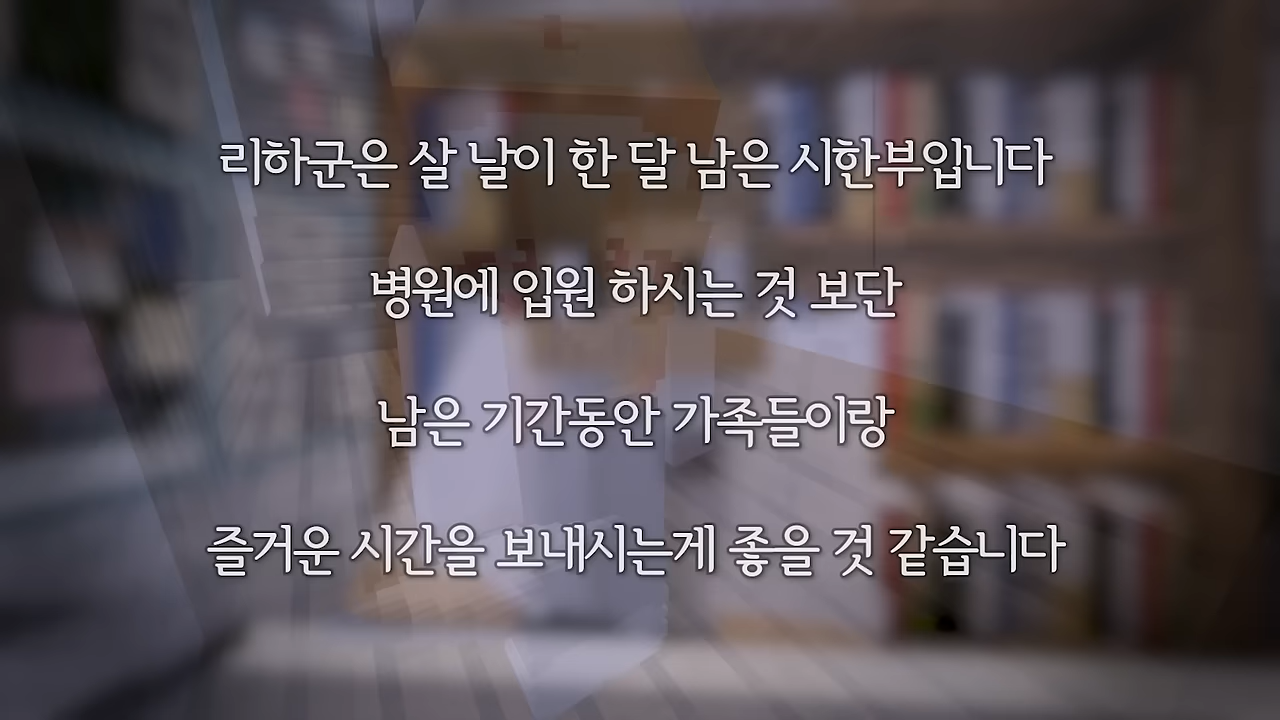 리하군은 살 날이 한 달 남은 시한부입니다
병원에 입원 하시는 것 보단
남은 기간동안 가족들이랑
즐거운 시간을 보내시는게 좋을 것 같습니다